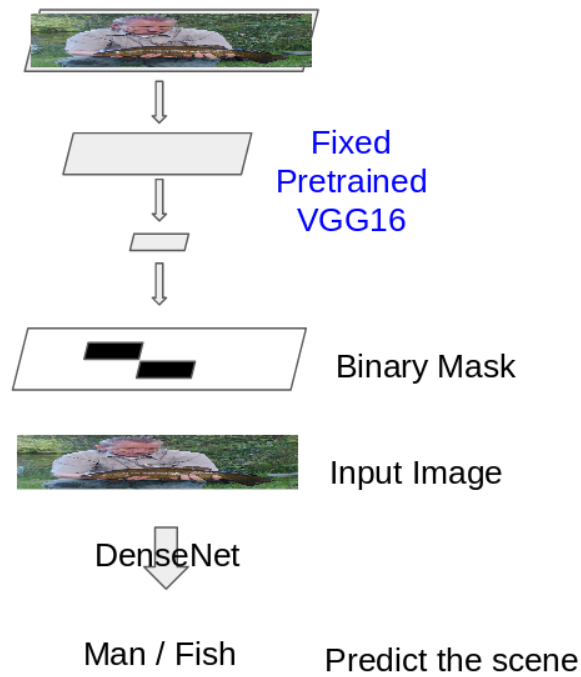 Fixed
Pretrained
VGG16
Binary Mask
Input Image
DenseNet
Man / Fish
Predict the scene